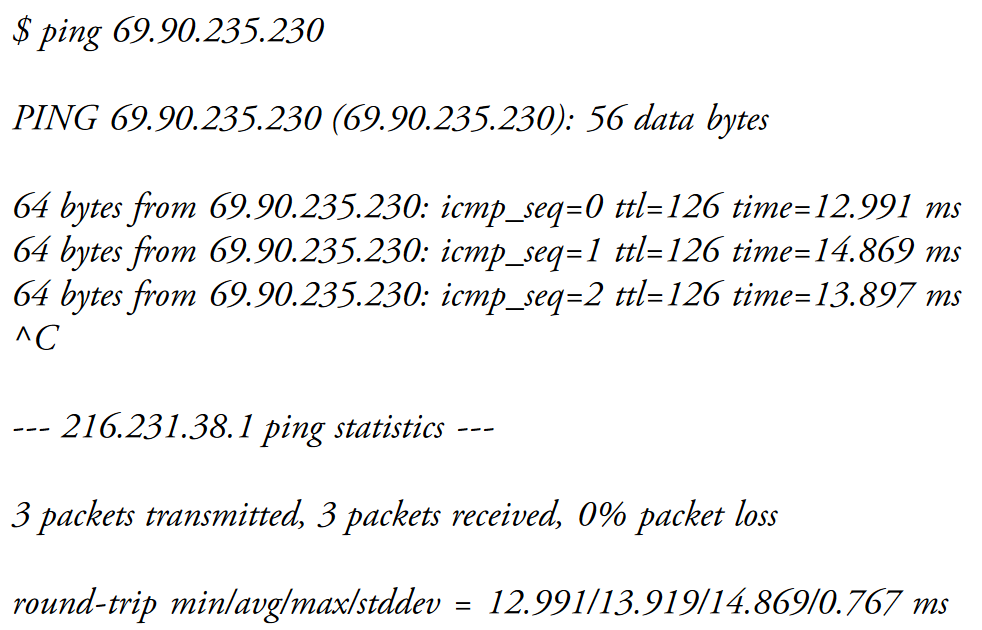 $ ping 69.90.235.230
PING 69.90.235.230 (69.90.235.230): 56 data bytes
64 bytes from 69.90.235.230: icmp_seq=0 ttl=126 time=12.991 ms
64 bytes from 69.90.235.230: icmp_seq=1 ttl=126 time=14.869 ms
64 bytes from 69.90.235.230: icmp_seq=2 ttl=126 time=13.897 ms
^C
--- 216.231.38.1 ping statistics ---
3 packets transmitted, 3 packets received, 0% packet loss
round-trip min/avg/max/stddev = 12.991/13.919/14.869/0.767 ms